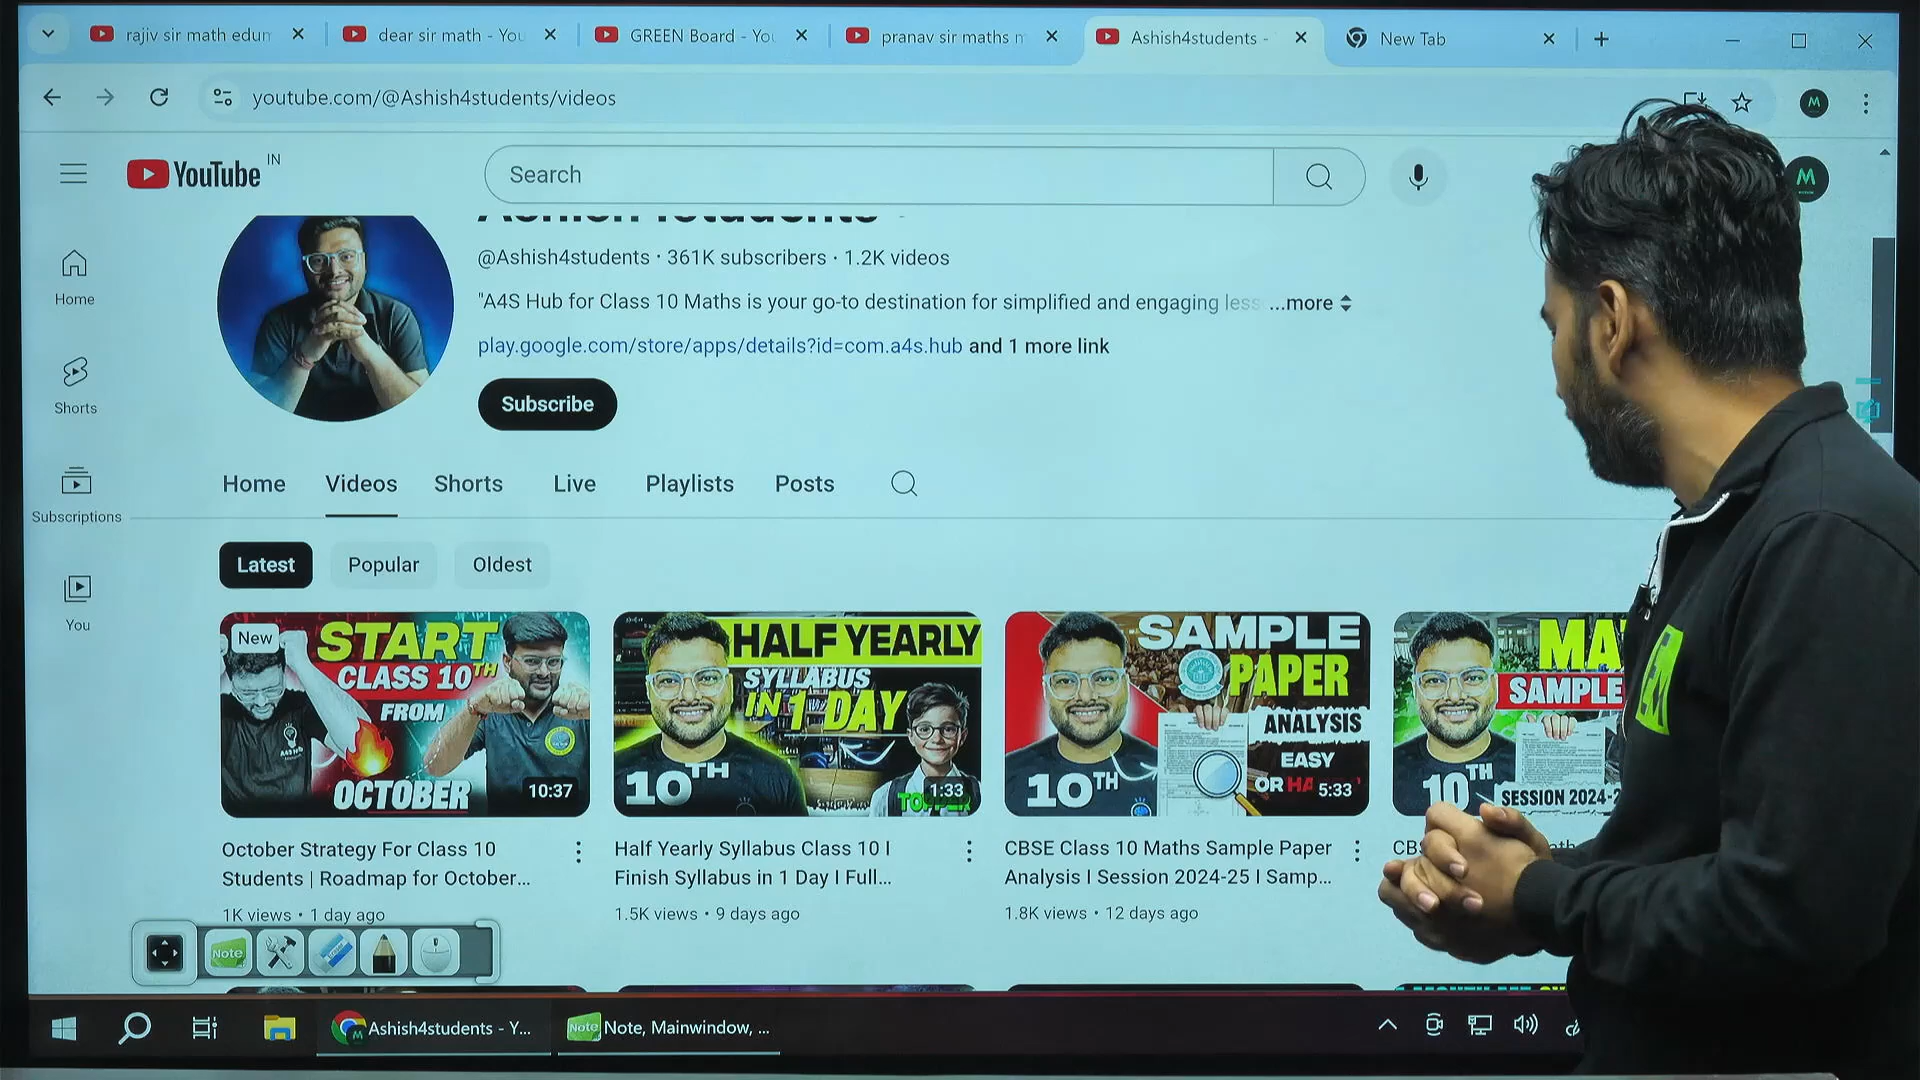 rajiv sir math edun
dear sir math - You
GREEN Board - You
pranav sir maths m
Ashish4students -
New Tab
youtube.com/@Ashish4students/videos
M
YouTube IN
Search
M
@Ashish4students · 361K subscribers · 1.2K videos
"A4S Hub for Class 10 Maths is your go-to destination for simplified and engaging less ...more
play.google.com/store/apps/details?id=com.a4s.hub and 1 more link
Subscribe
Home
Shorts
Subscriptions
You
Home Videos Shorts Live Playlists Posts
Latest Popular Oldest
New
START
CLASS 10TH
FROM
OCTOBER
10:37
HALF YEARLY
SYLLABUS
IN 1 DAY
10TH
1:33
SAMPLE
PAPER
ANALYSIS
EASY
OR HA
10TH
5:33
MA
SAMPLE
10TH
SESSION 2024-2
October Strategy For Class 10
Students | Roadmap for October...
1K views • 1 day ago
Half Yearly Syllabus Class 10 I
Finish Syllabus in 1 Day I Full...
1.5K views • 9 days ago
CBSE Class 10 Maths Sample Paper
Analysis I Session 2024-25 I Samp...
1.8K views • 12 days ago
Note
Ashish4students - Y...
Note Note, Mainwindow, ...